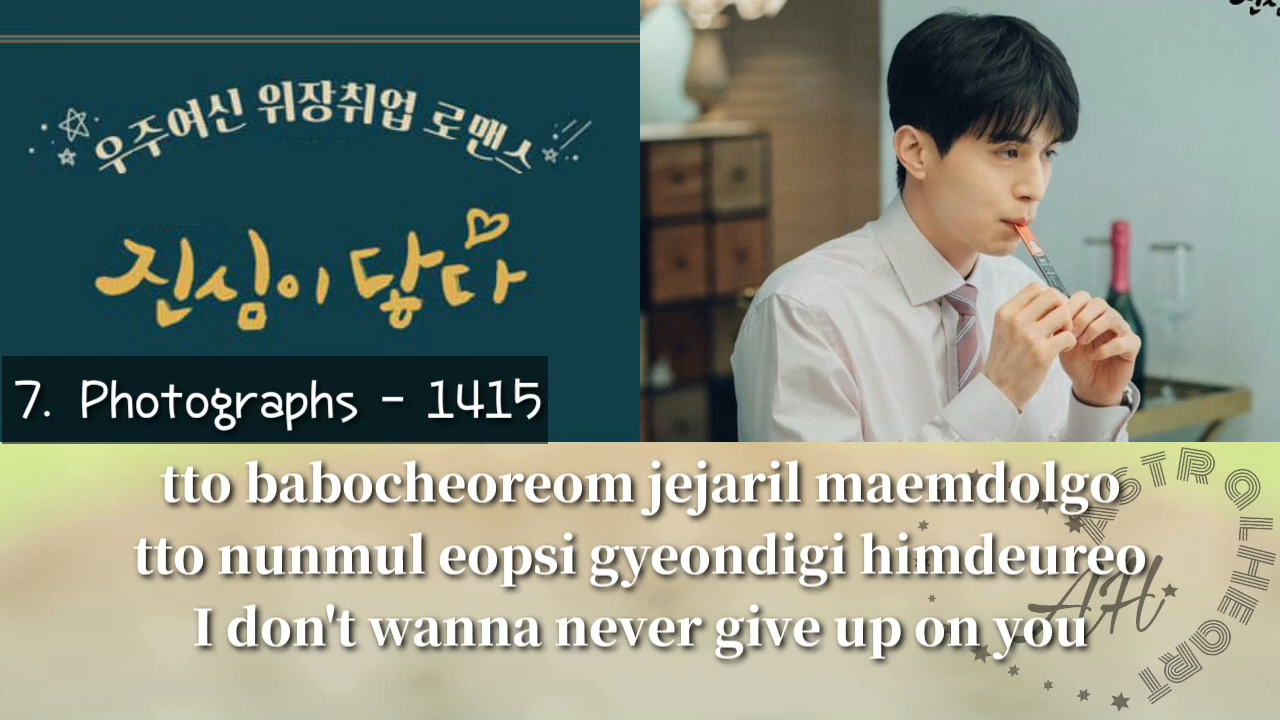 우주여신 위장취업 로맨스
진심이 닿다
7. Photographs - 1415
tto babocheoreom jejaril maemdolgo
tto nunmul eopsi gyeondigi himdeureo
I don't wanna never give up on you
ASTROLHEART
AH